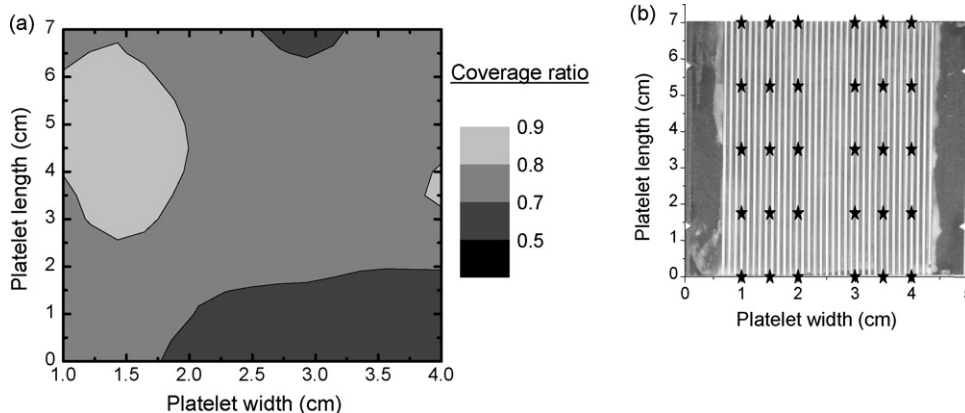 (a)
7
6
5
4
3
2
1
0
Platelet length (cm)
1.0 1.5 2.0 2.5 3.0 3.5 4.0
Platelet width (cm)
Coverage ratio
0.9
0.8
0.7
0.5
(b)
7
6
5
4
3
2
1
0
Platelet length (cm)
0 1 2 3 4
Platelet width (cm)